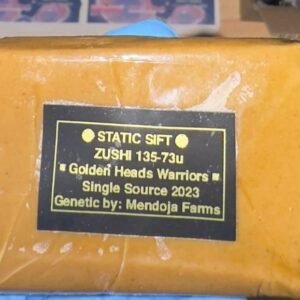 ● STATIC SIFT ●
ZUSHI 135-73u
" Golden Heads Warriors "
Single Source 2023
Genetic by: Mendoja Farms